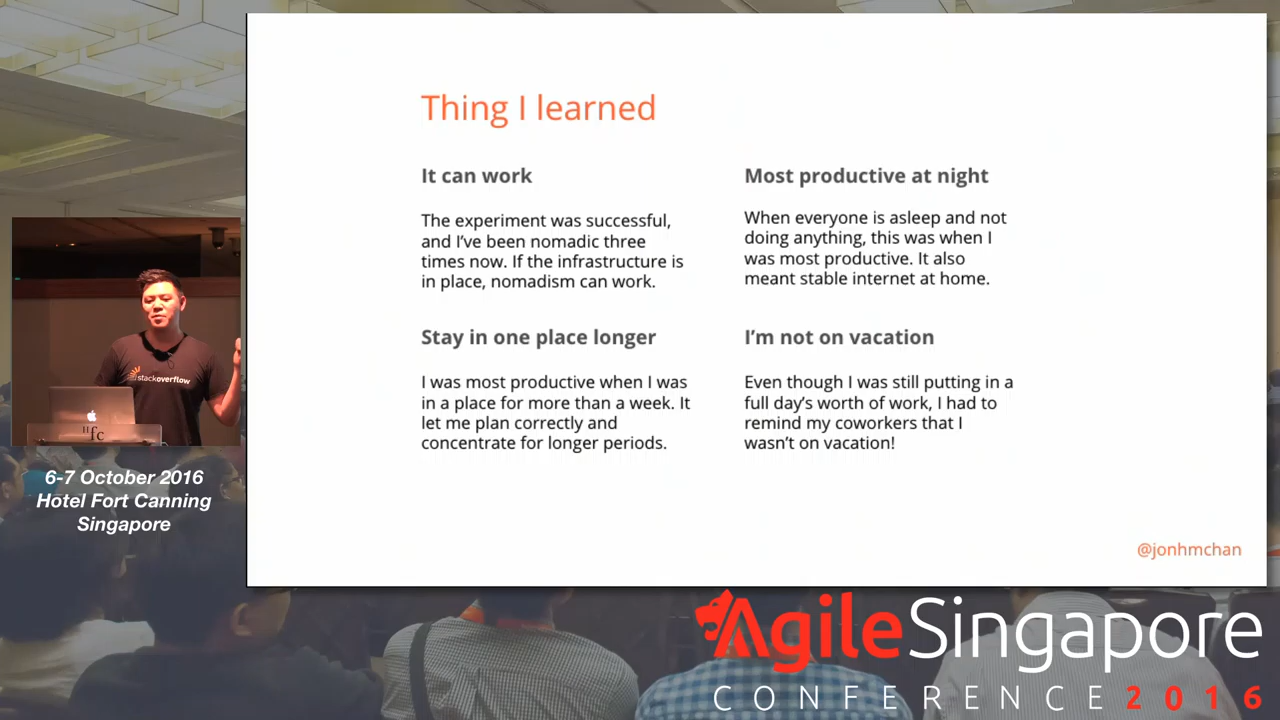 Thing I learned
It can work
The experiment was successful,
and I've been nomadic three
times now. If the infrastructure is
in place, nomadism can work.
Most productive at night
When everyone is asleep and not
doing anything, this was when I
was most productive. It also
meant stable internet at home.
Stay in one place longer
I was most productive when I was
in a place for more than a week. It
let me plan correctly and
concentrate for longer periods.
I'm not on vacation
Even though I was still putting in a
full day's worth of work, I had to
remind my coworkers that I
wasn't on vacation!
@jonhmchan
stackoverflow
6-7 October 2016
Hotel Fort Canning
Singapore
AgileSingapore
CONFERENCE 2016